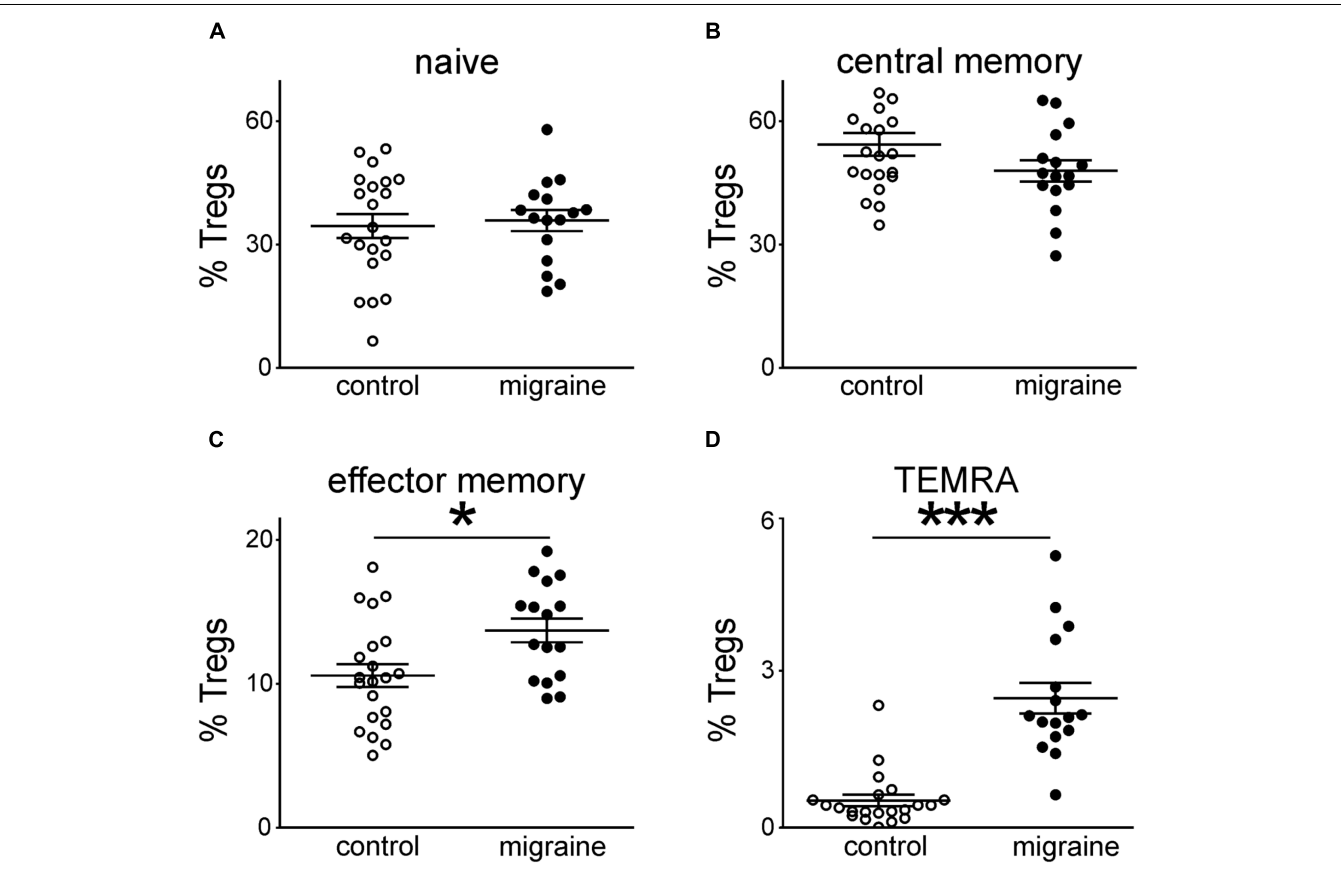 A
naive
% Tregs
60
30
0
control migraine
B
central memory
% Tregs
60
30
0
control migraine
C
effector memory
*
% Tregs
20
10
0
control migraine
D
TEMRA
***
% Tregs
6
3
0
control migraine